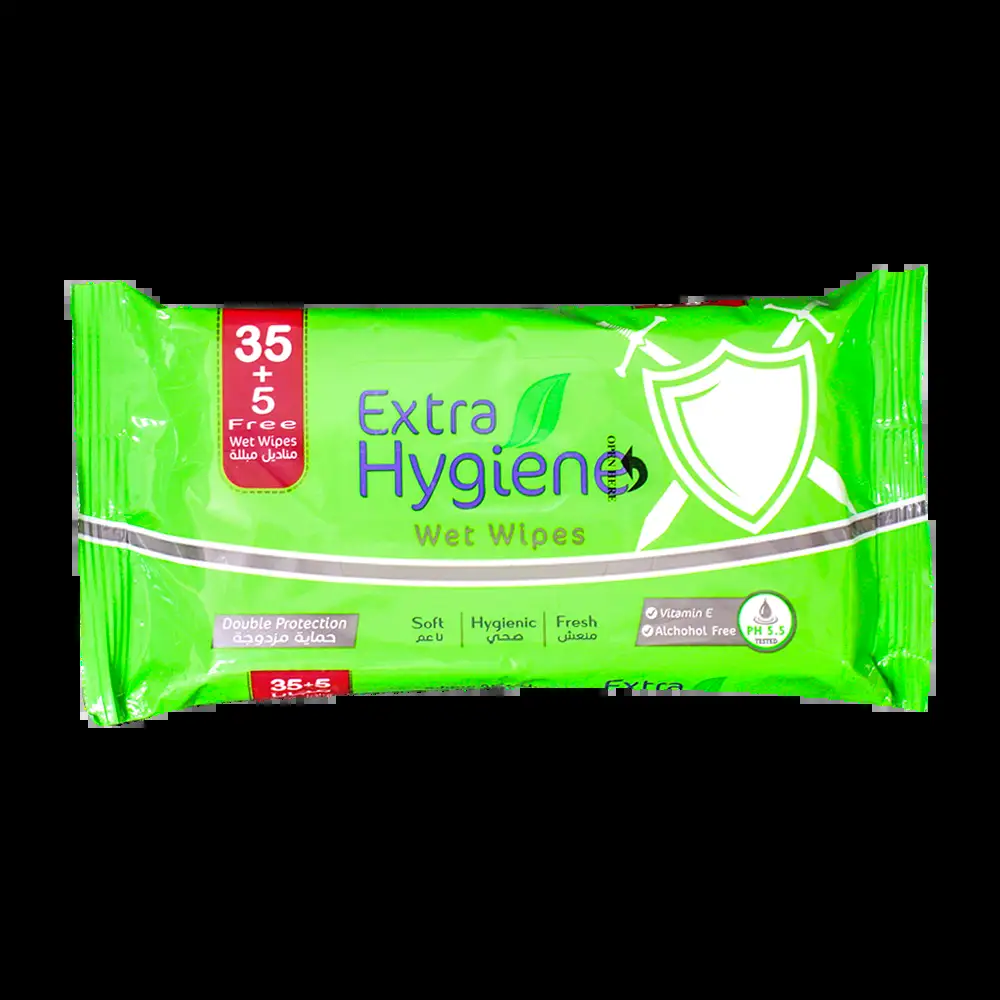 35
+
5
Free
Wet Wipes
مناديل مبللة
Extra
Hygiene
OPEN HERE
Wet Wipes
Double Protection
حماية مزدوجة
Soft
ناعم
Hygienic
صحي
Fresh
منعش
Vitamin E
Alchohol Free
PH 5.5
TESTED
35+5
Extra